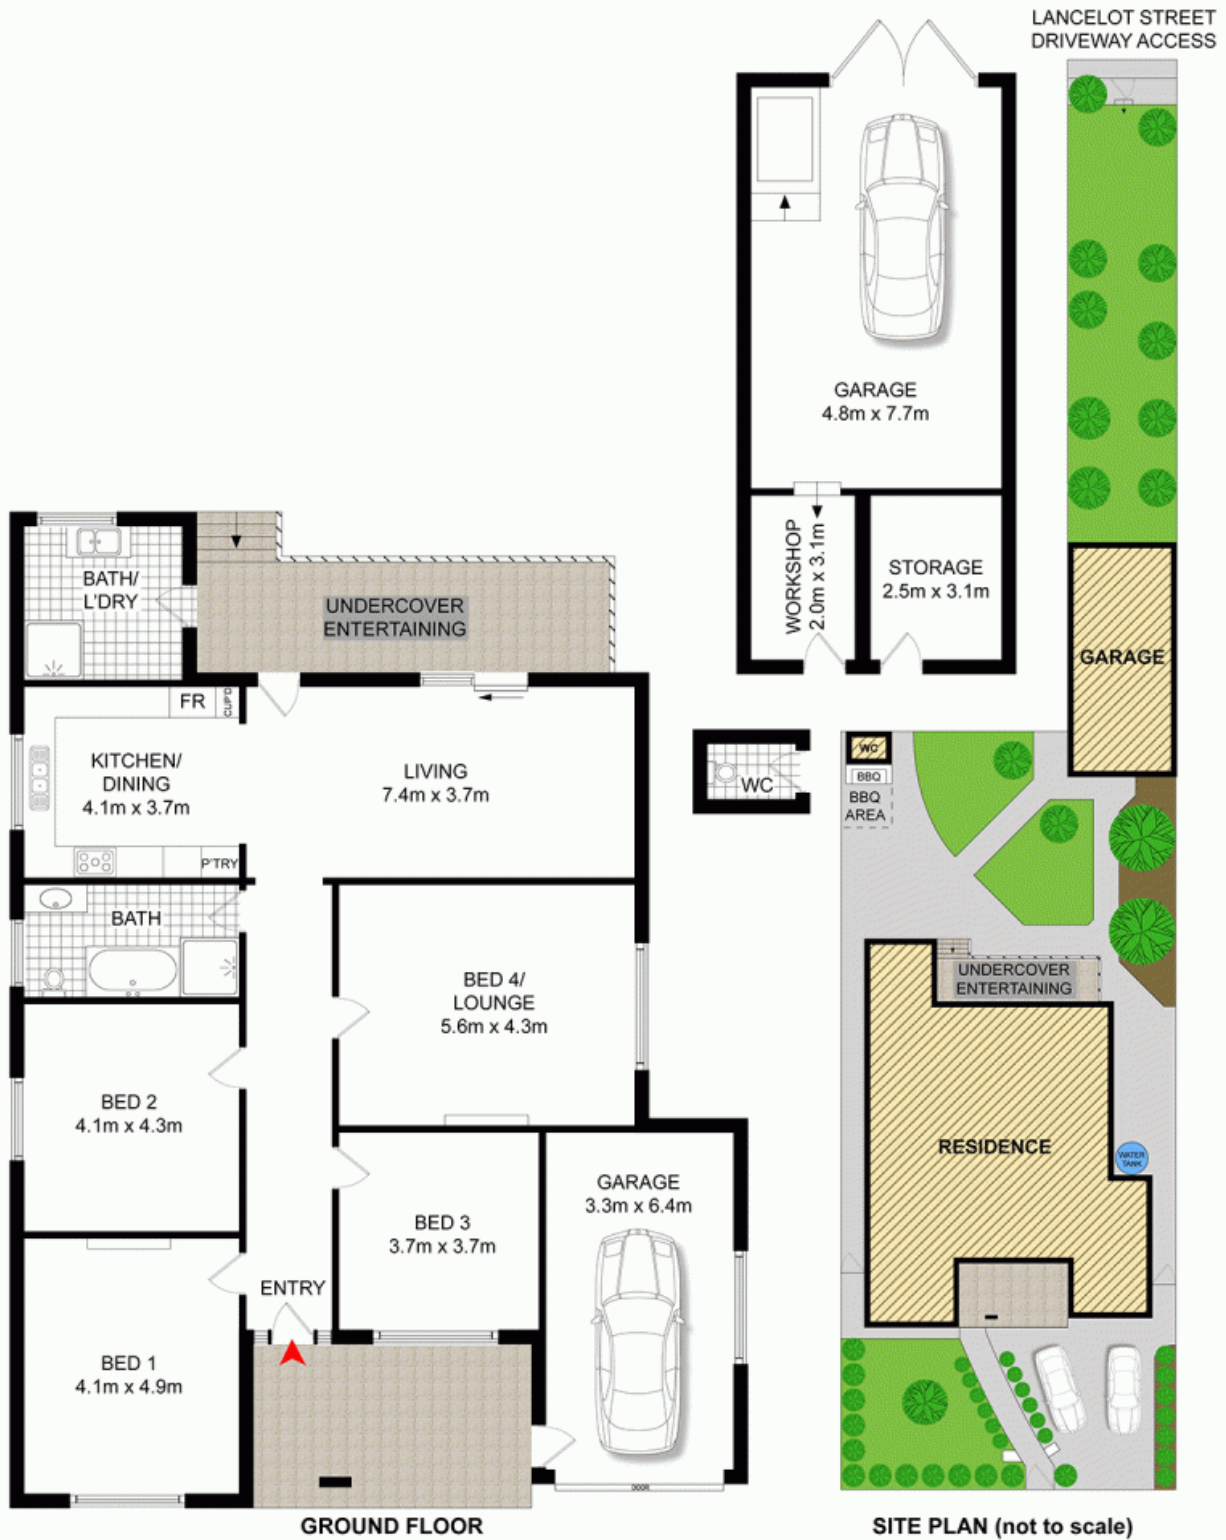 LANCELOT STREET
DRIVEWAY ACCESS
GARAGE
4.8m x 7.7m
WORKSHOP
2.0m x 3.1m
STORAGE
2.5m x 3.1m
BATH/
L'DRY
UNDERCOVER
ENTERTAINING
FR
CUP'D
KITCHEN/
DINING
4.1m x 3.7m
P'TRY
LIVING
7.4m x 3.7m
WC
BATH
BED 4/
LOUNGE
5.6m x 4.3m
BED 2
4.1m x 4.3m
BED 3
3.7m x 3.7m
GARAGE
3.3m x 6.4m
ENTRY
BED 1
4.1m x 4.9m
DOOR
GROUND FLOOR
GARAGE
WC
BBQ
BBQ
AREA
UNDERCOVER
ENTERTAINING
RESIDENCE
WATER
TANK
SITE PLAN (not to scale)